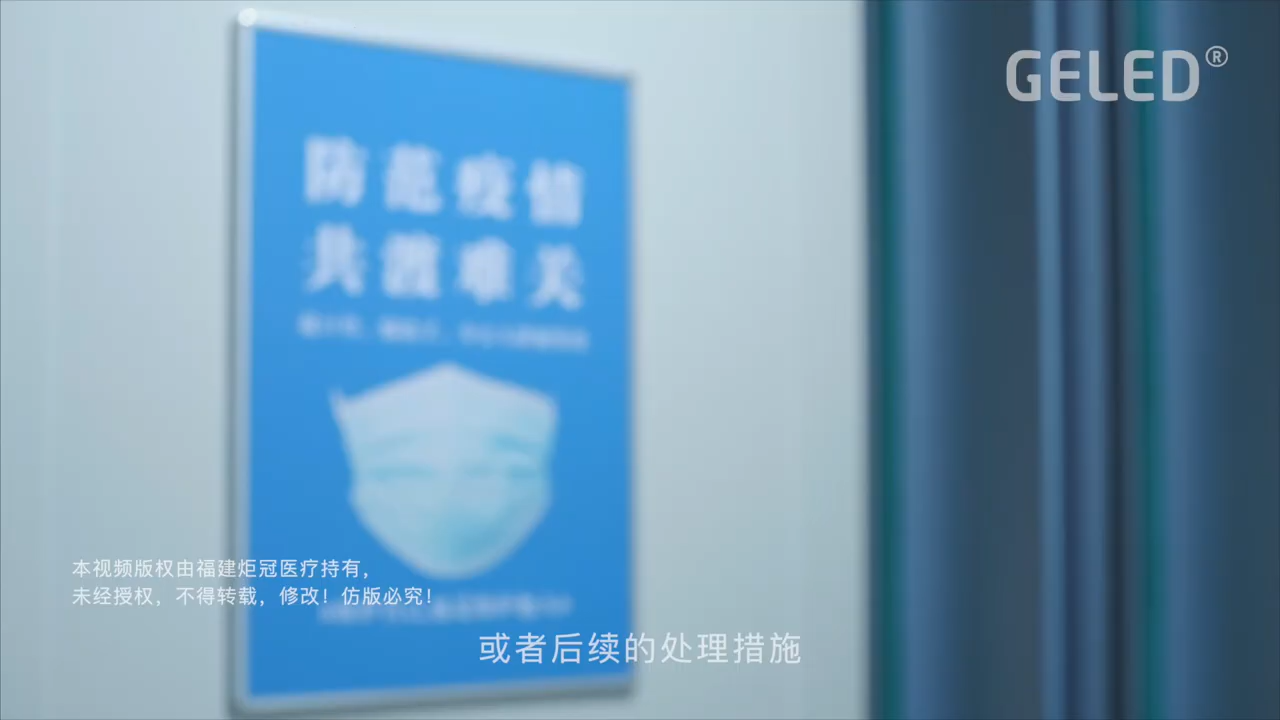 GELED®
防范疫情
共渡难关
本视频版权由福建炬冠医疗持有,
未经授权，不得转载，修改！仿版必究！
或者后续的处理措施